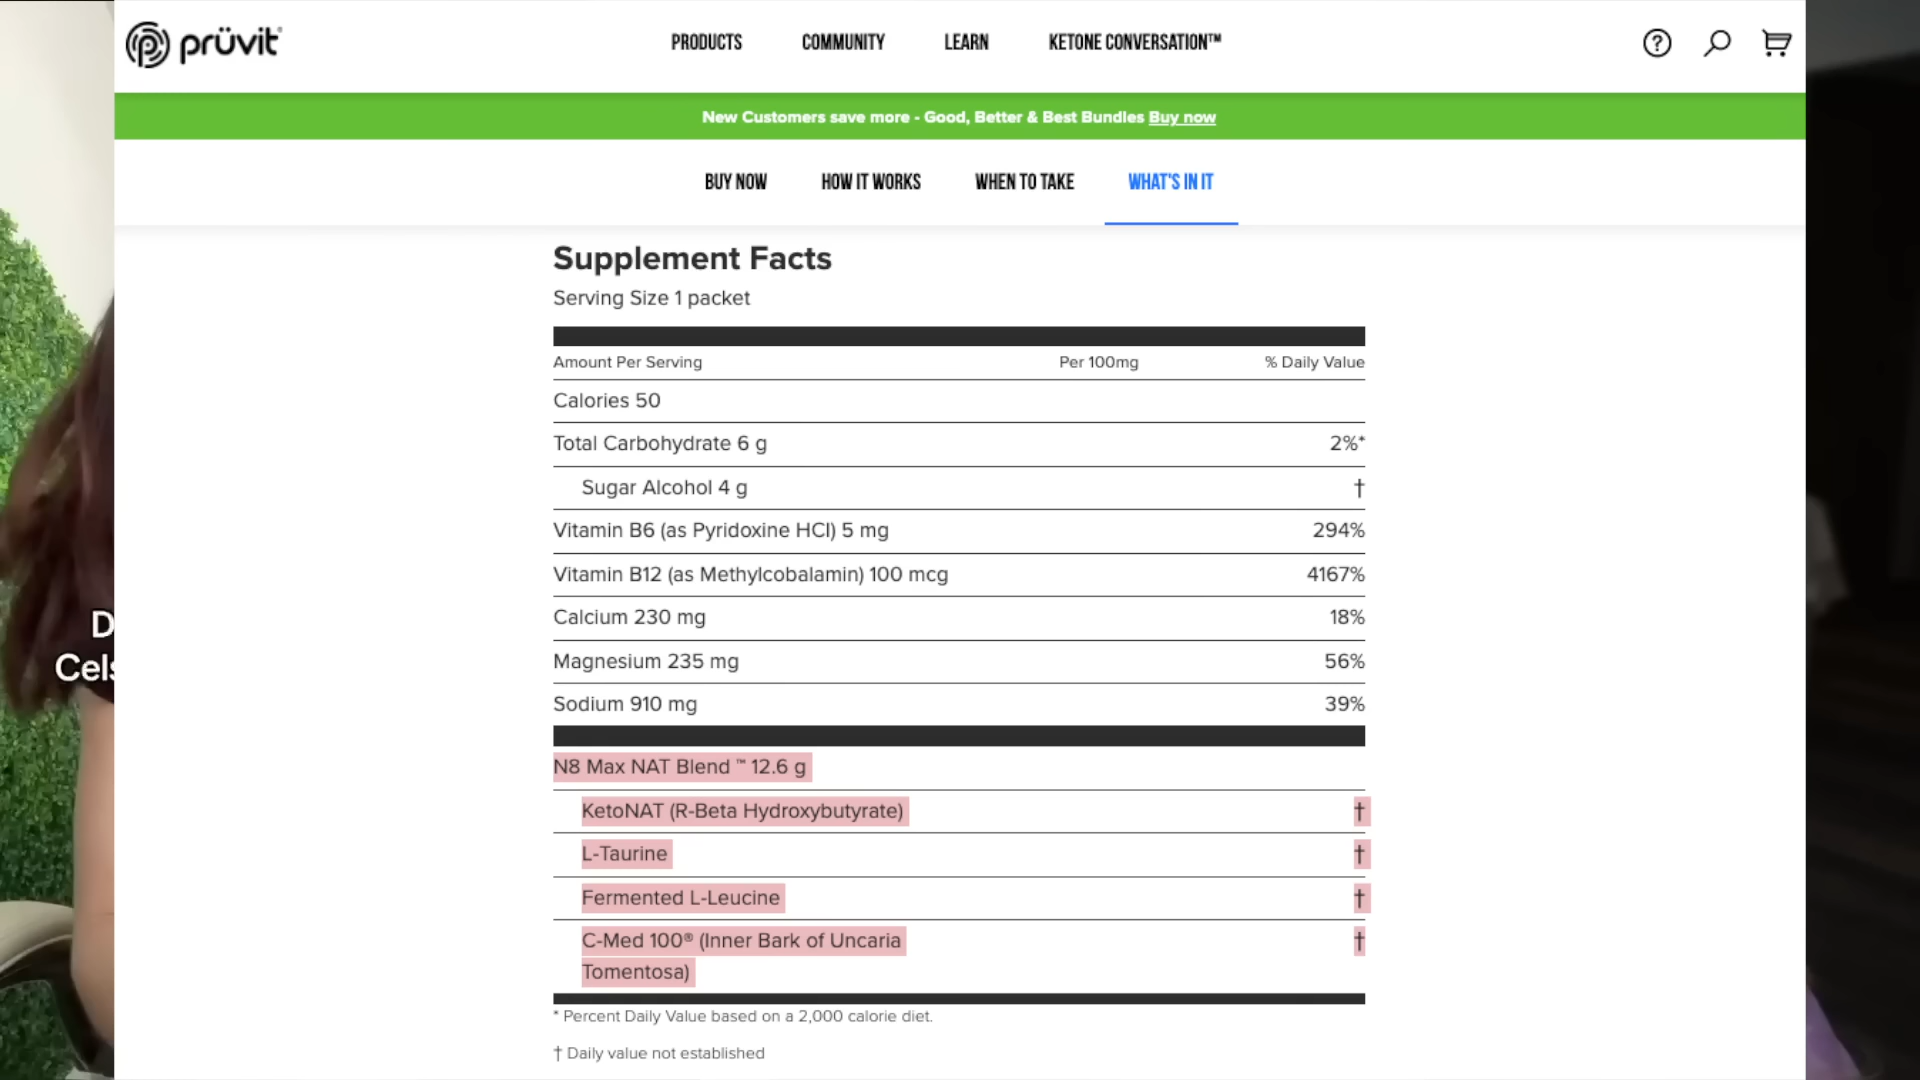 prüvit
PRODUCTS
COMMUNITY
LEARN
KETONE CONVERSATION™
New Customers save more - Good, Better & Best Bundles Buy now
BUY NOW
HOW IT WORKS
WHEN TO TAKE
WHAT'S IN IT
Supplement Facts
Serving Size 1 packet
Amount Per Serving Per 100mg % Daily Value
Calories 50
Total Carbohydrate 6 g 2%*
Sugar Alcohol 4 g †
Vitamin B6 (as Pyridoxine HCl) 5 mg 294%
Vitamin B12 (as Methylcobalamin) 100 mcg 4167%
Calcium 230 mg 18%
Magnesium 235 mg 56%
Sodium 910 mg 39%
N8 Max NAT Blend ™ 12.6 g
KetoNAT (R-Beta Hydroxybutyrate) †
L-Taurine †
Fermented L-Leucine †
C-Med 100® (Inner Bark of Uncaria †
Tomentosa)
* Percent Daily Value based on a 2,000 calorie diet.
† Daily value not established
D
Cels